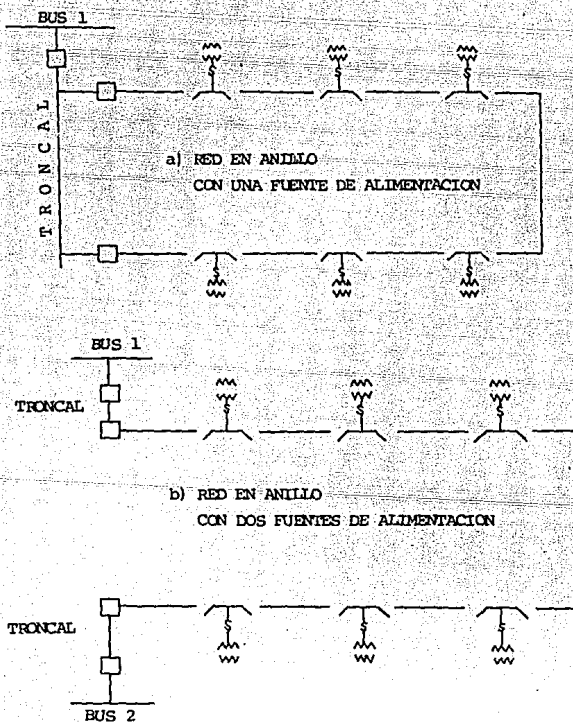 BUS 1
TRONCAL
a) RED EN ANILLO
CON UNA FUENTE DE ALIMENTACION
BUS 1
TRONCAL
b) RED EN ANILLO
CON DOS FUENTES DE ALIMENTACION
TRONCAL
BUS 2